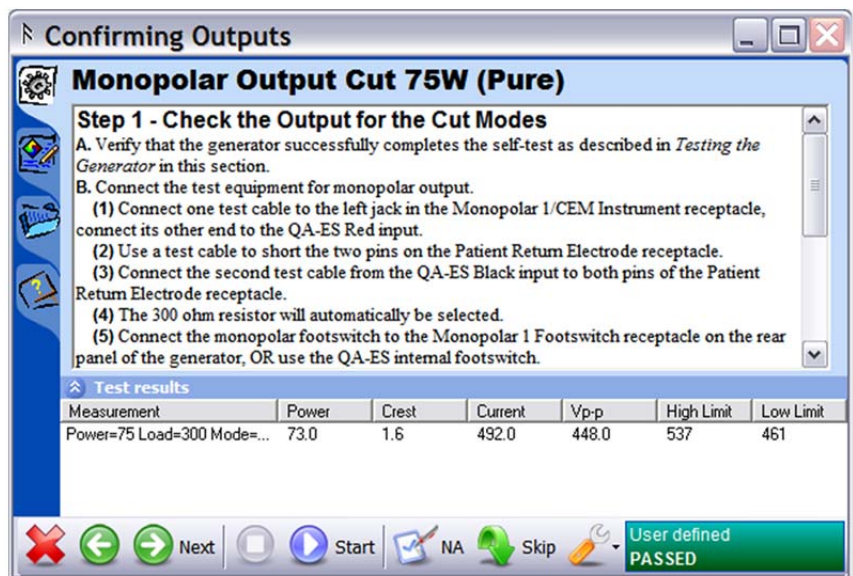 Confirming Outputs
Monopolar Output Cut 75W (Pure)
Step 1 - Check the Output for the Cut Modes
A. Verify that the generator successfully completes the self-test as described in Testing the
Generator in this section.
B. Connect the test equipment for monopolar output.
(1) Connect one test cable to the left jack in the Monopolar 1/CEM Instrument receptacle,
connect its other end to the QA-ES Red input.
(2) Use a test cable to short the two pins on the Patient Return Electrode receptacle.
(3) Connect the second test cable from the QA-ES Black input to both pins of the Patient
Return Electrode receptacle.
(4) The 300 ohm resistor will automatically be selected.
(5) Connect the monopolar footswitch to the Monopolar 1 Footswitch receptacle on the rear
panel of the generator, OR use the QA-ES internal footswitch.
Test results
Measurement Power Crest Current Vp-p High Limit Low Limit
Power=75 Load=300 Mode=... 73.0 1.6 492.0 448.0 537 461
Next Start NA Skip User defined
PASSED